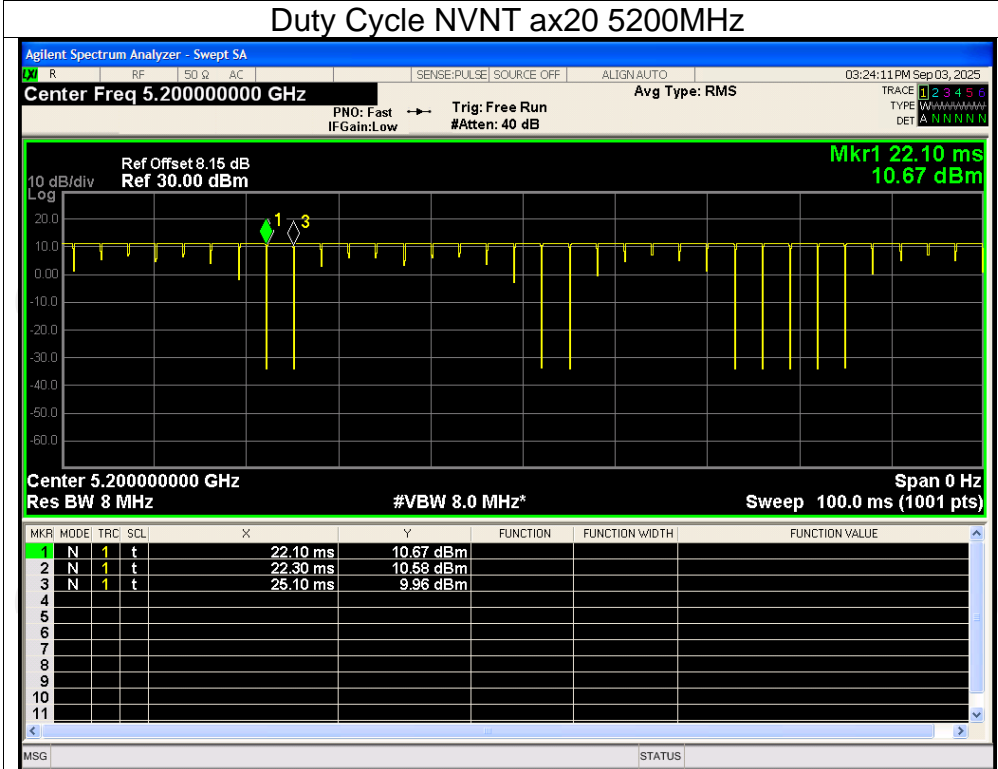 Duty Cycle NVNT ax20 5200MHz
Agilent Spectrum Analyzer - Swept SA
LXI R RF 50 Ω AC SENSE:PULSE SOURCE OFF ALIGN AUTO 03:24:11 PM Sep 03, 2025
Center Freq 5.200000000 GHz Avg Type: RMS TRACE 1 2 3 4 5 6
PNO: Fast Trig: Free Run TYPE WWWWWW
IFGain:Low #Atten: 40 dB DET A N N N N N
Mkr1 22.10 ms
Ref Offset 8.15 dB
10 dB/div Ref 30.00 dBm 10.67 dBm
Log
20.0
1 3
10.0
0.00
-10.0
-20.0
-30.0
-40.0
-50.0
-60.0
Center 5.200000000 GHz Span 0 Hz
Res BW 8 MHz #VBW 8.0 MHz* Sweep 100.0 ms (1001 pts)
MKR MODE TRC SCL X Y FUNCTION FUNCTION WIDTH FUNCTION VALUE
1 N 1 t 22.10 ms 10.67 dBm
2 N 1 t 22.30 ms 10.58 dBm
3 N 1 t 25.10 ms 9.96 dBm
4
5
6
7
8
9
10
11
MSG STATUS